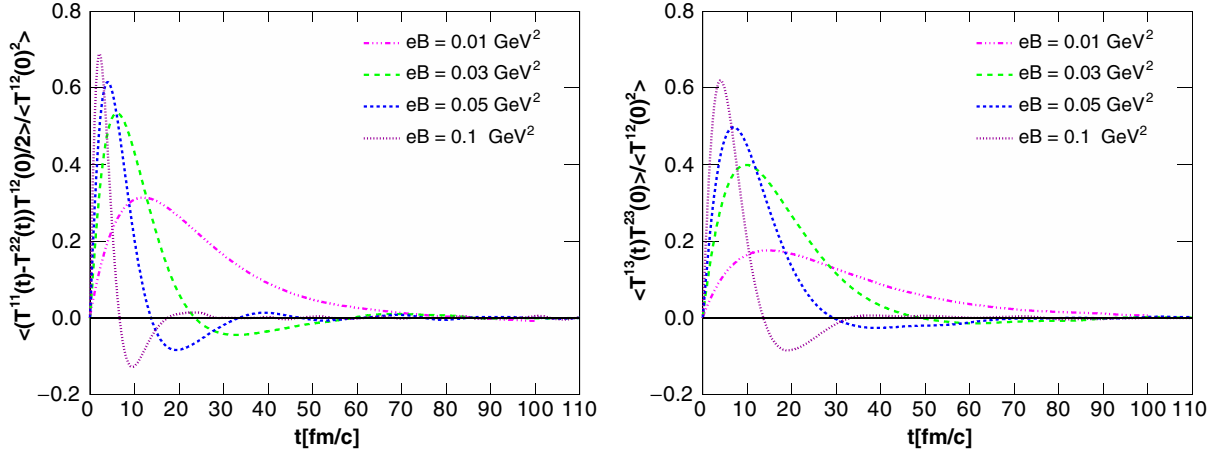 <(T¹¹(t)-T²²(t))T¹²(0)/2>/<T¹²(0)²>
0.8
0.6
0.4
0.2
0.0
−0.2
eB = 0.01 GeV²
eB = 0.03 GeV²
eB = 0.05 GeV²
eB = 0.1 GeV²
0 10 20 30 40 50 60 70 80 90 100 110
t[fm/c]
<T¹³(t)T²³(0)>/<T¹²(0)²>
0.8
0.6
0.4
0.2
0.0
−0.2
eB = 0.01 GeV²
eB = 0.03 GeV²
eB = 0.05 GeV²
eB = 0.1 GeV²
0 10 20 30 40 50 60 70 80 90 100 110
t[fm/c]